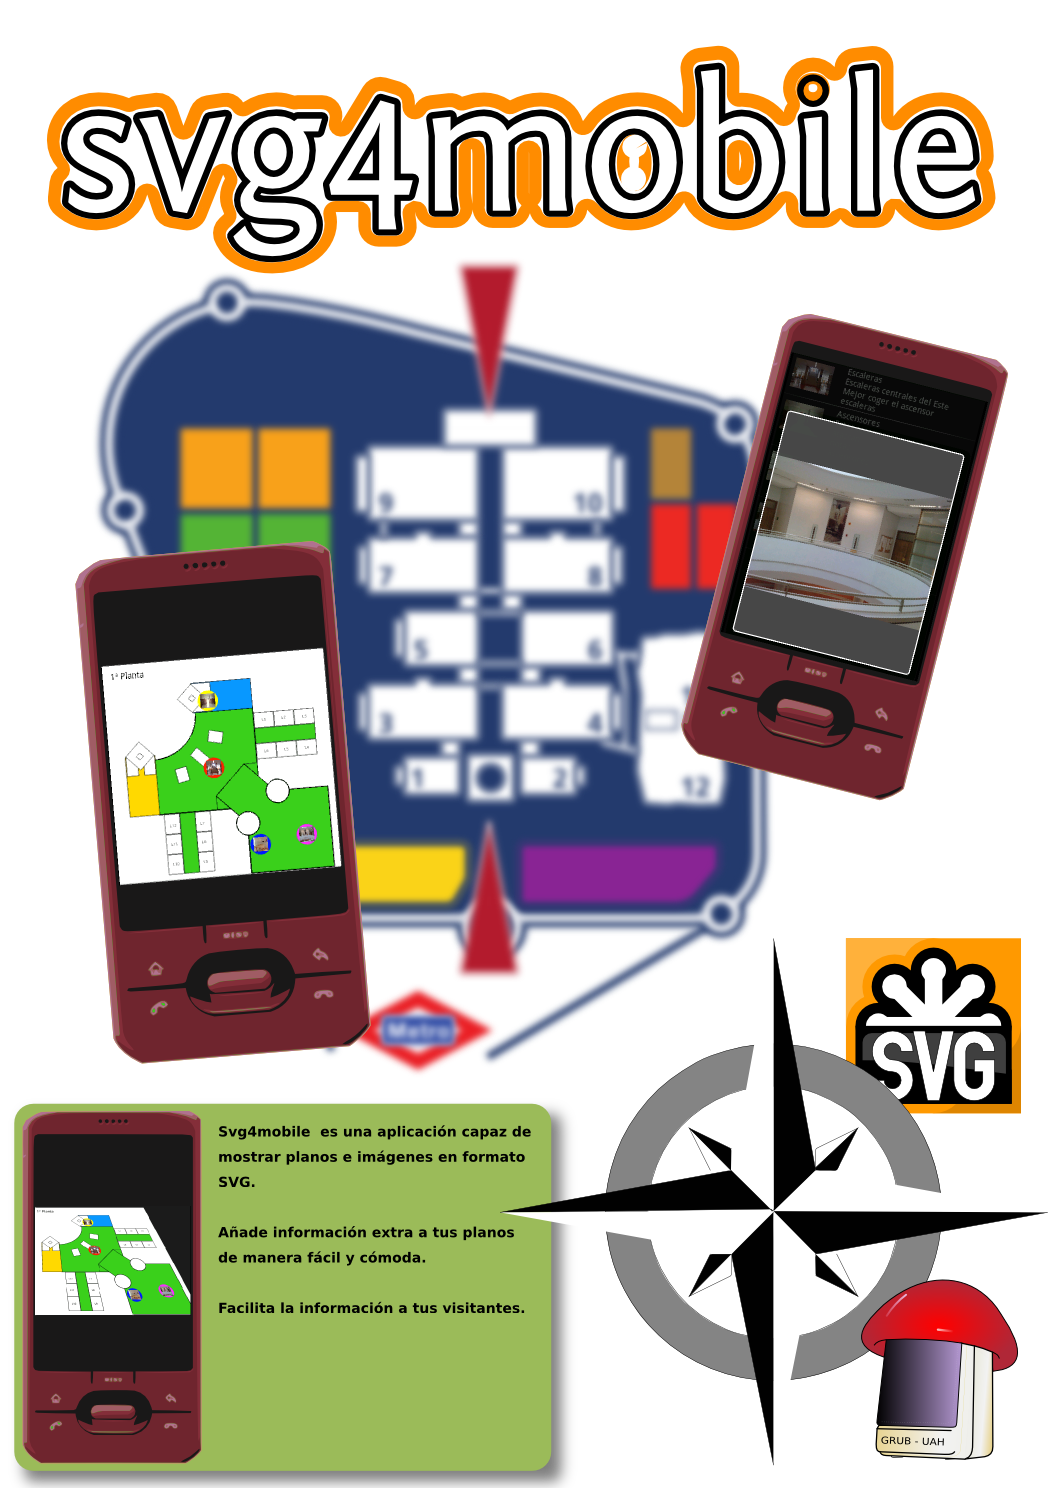 svg4mobile
Escaleras
Escaleras centrales del Este
Mejor coger el ascensor
escaleras
Ascensores
9
10
7
8
5
6
3
4
1
2
12
1ª Planta
MENU
MENU
Metro
SVG
Svg4mobile es una aplicación capaz de
mostrar planos e imágenes en formato
SVG.
Añade información extra a tus planos
de manera fácil y cómoda.
Facilita la información a tus visitantes.
1ª Planta
MENU
GRUB - UAH